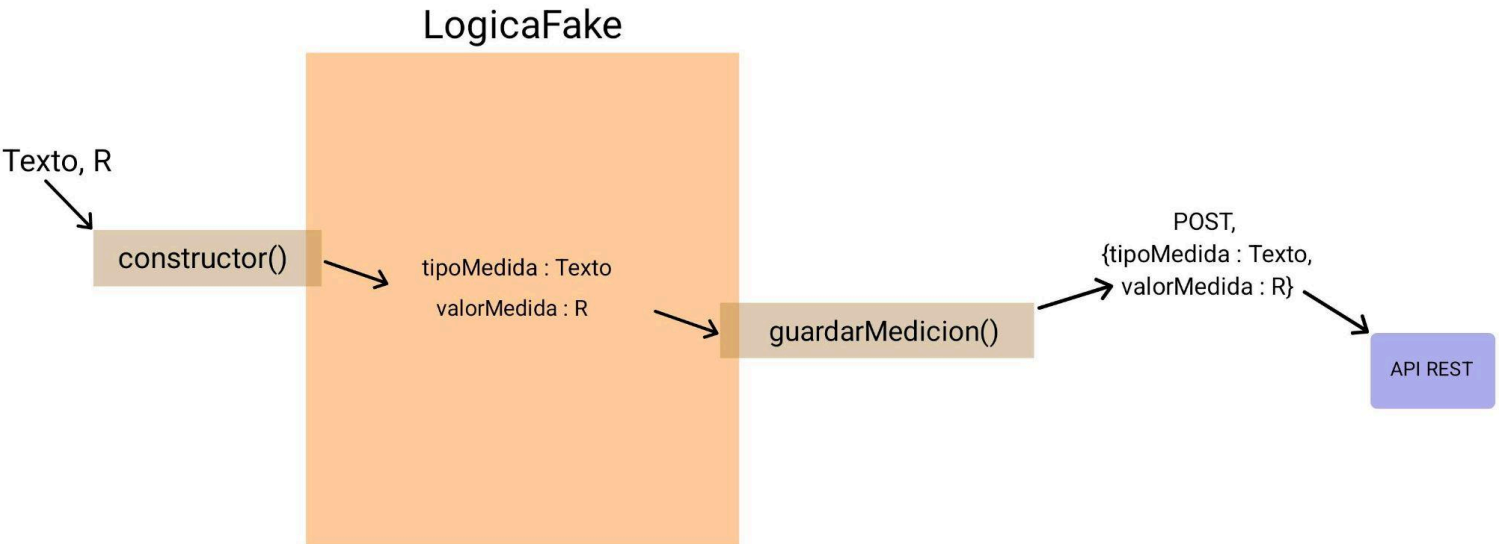 LogicaFake
Texto, R
constructor()
tipoMedida : Texto
valorMedida : R
guardarMedicion()
POST,
{tipoMedida : Texto,
valorMedida : R}
API REST